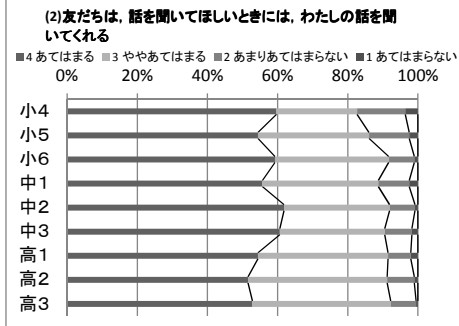 (2)友だちは，話を聞いてほしいときには，わたしの話を聞
いてくれる
■4 あてはまる ■3 ややあてはまる ■2 あまりあてはまらない ■1 あてはまらない
0% 20% 40% 60% 80% 100%
小4
小5
小6
中1
中2
中3
高1
高2
高3